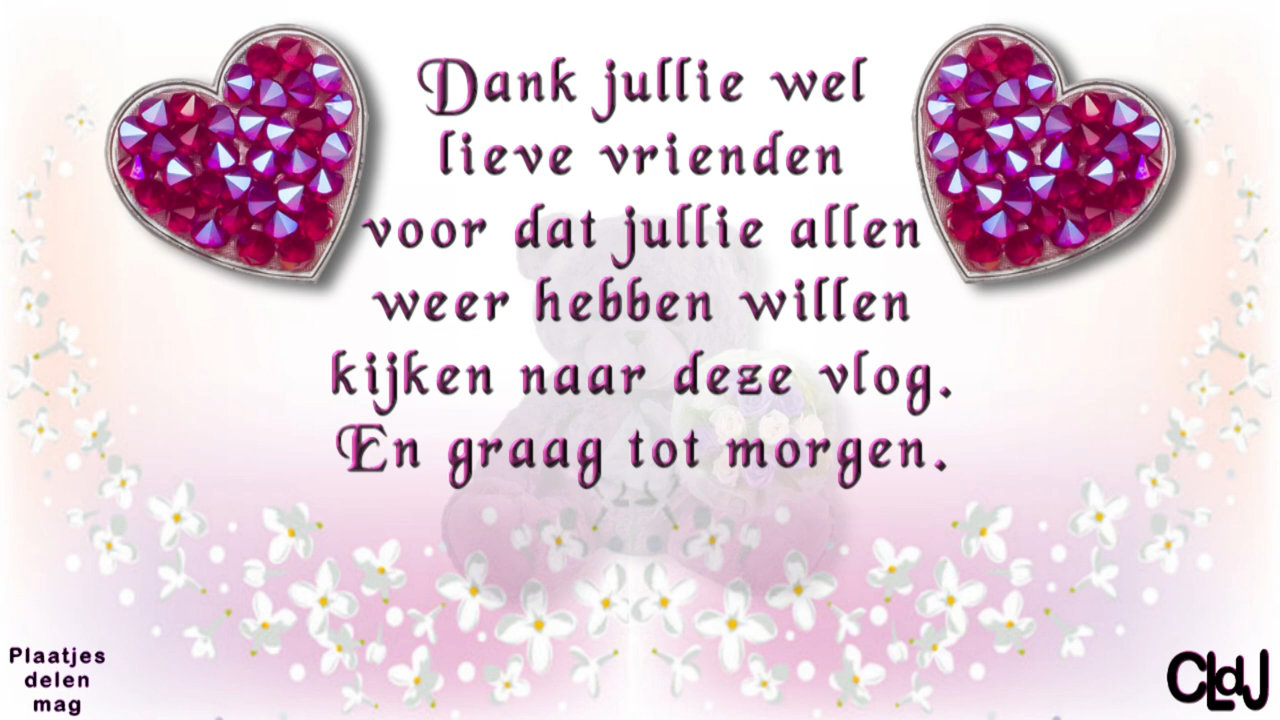 Dank jullie wel
lieve vrienden
voor dat jullie allen
weer hebben willen
kijken naar deze vlog.
En graag tot morgen.
Plaatjes
delen
mag
CLdJ